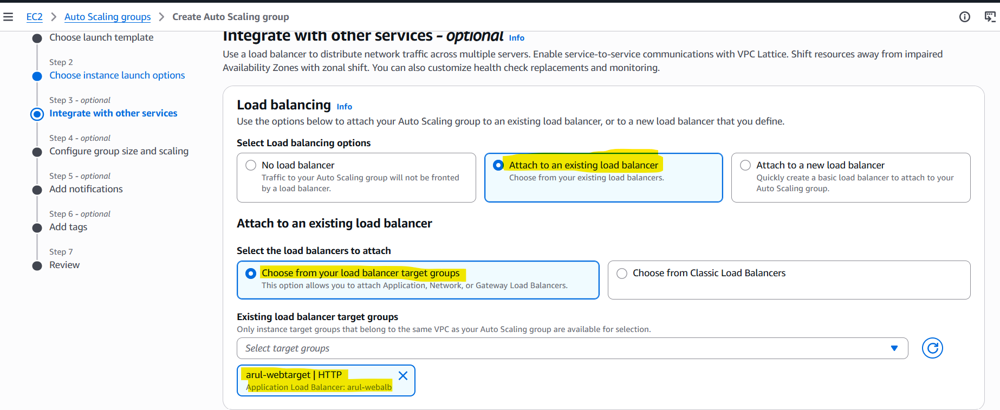 EC2 > Auto Scaling groups > Create Auto Scaling group
Choose launch template
Step 2
Choose instance launch options
Step 3 - optional
Integrate with other services
Step 4 - optional
Configure group size and scaling
Step 5 - optional
Add notifications
Step 6 - optional
Add tags
Step 7
Review
Integrate with other services - optional Info
Use a load balancer to distribute network traffic across multiple servers. Enable service-to-service communications with VPC Lattice. Shift resources away from impaired
Availability Zones with zonal shift. You can also customize health check replacements and monitoring.
Load balancing Info
Use the options below to attach your Auto Scaling group to an existing load balancer, or to a new load balancer that you define.
Select Load balancing options
No load balancer
Traffic to your Auto Scaling group will not be fronted
by a load balancer.
Attach to an existing load balancer
Choose from your existing load balancers.
Attach to a new load balancer
Quickly create a basic load balancer to attach to your
Auto Scaling group.
Attach to an existing load balancer
Select the load balancers to attach
Choose from your load balancer target groups
This option allows you to attach Application, Network, or Gateway Load Balancers.
Choose from Classic Load Balancers
Existing load balancer target groups
Only instance target groups that belong to the same VPC as your Auto Scaling group are available for selection.
Select target groups
arul-webtarget | HTTP
Application Load Balancer: arul-webalb